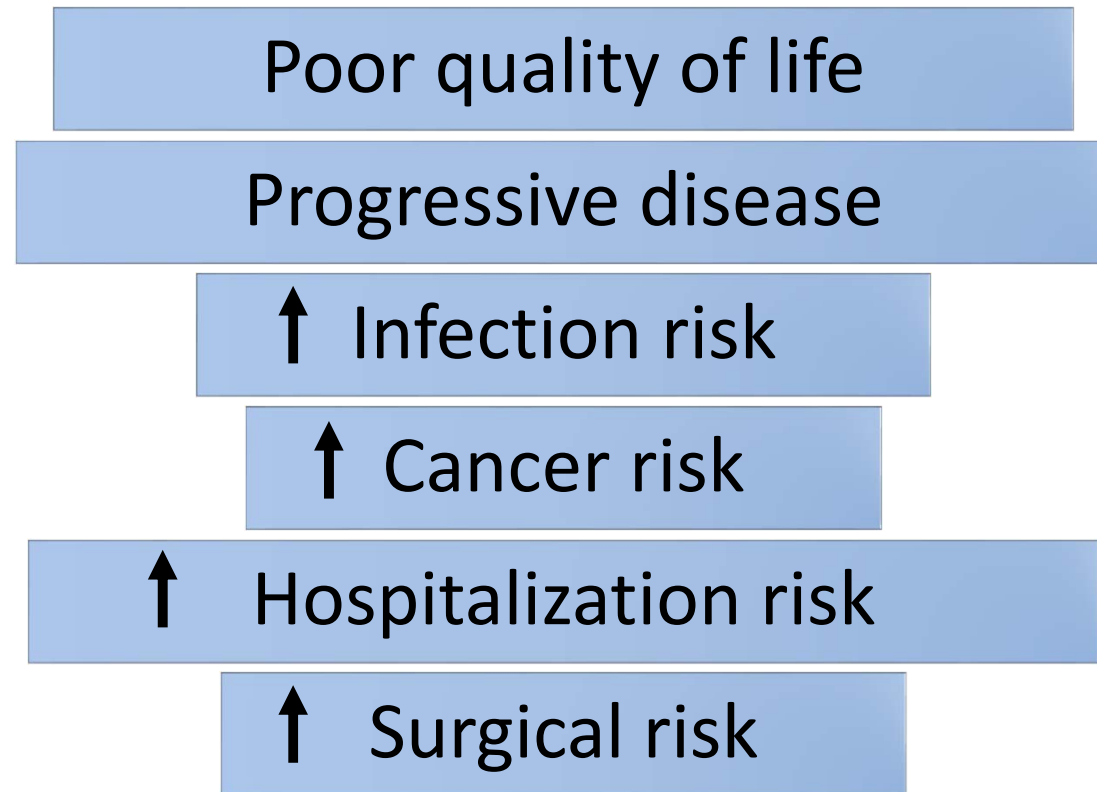 Poor quality of life
Progressive disease
↑ Infection risk
↑ Cancer risk
↑ Hospitalization risk
↑ Surgical risk